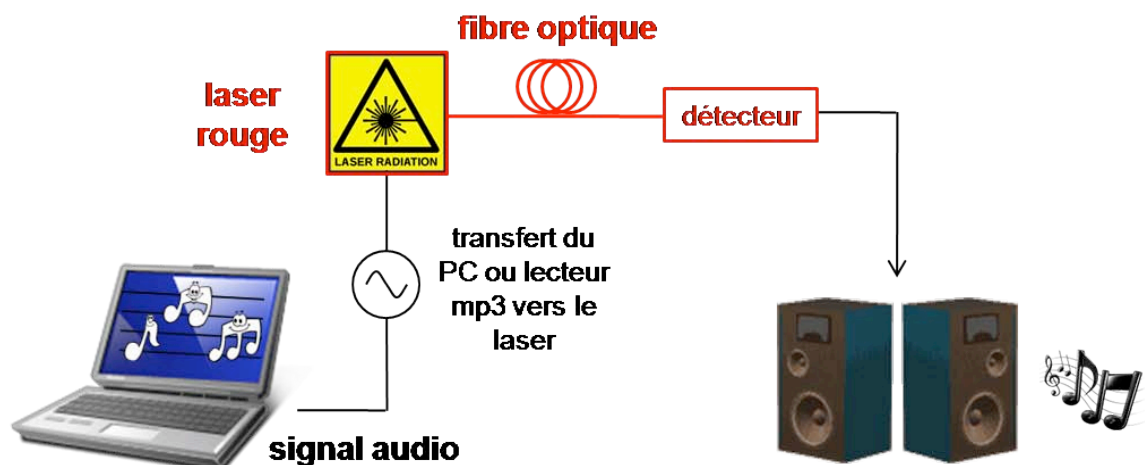 fibre optique
laser
rouge
LASER RADIATION
détecteur
transfert du
PC ou lecteur
mp3 vers le
laser
signal audio